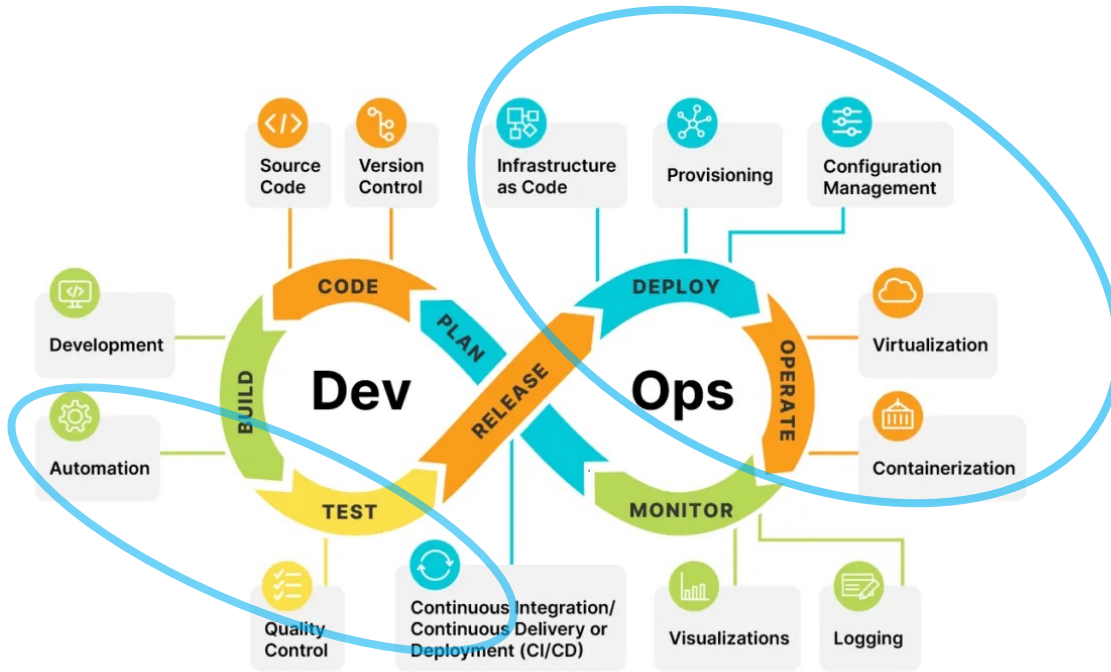 Source
Code
Version
Control
Infrastructure
as Code
Provisioning
Configuration
Management
CODE
DEPLOY
Development
PLAN
Virtualization
BUILD
Dev
RELEASE
Ops
OPERATE
Automation
Containerization
TEST
MONITOR
Quality
Control
Continuous Integration/
Continuous Delivery or
Deployment (CI/CD)
Visualizations
Logging